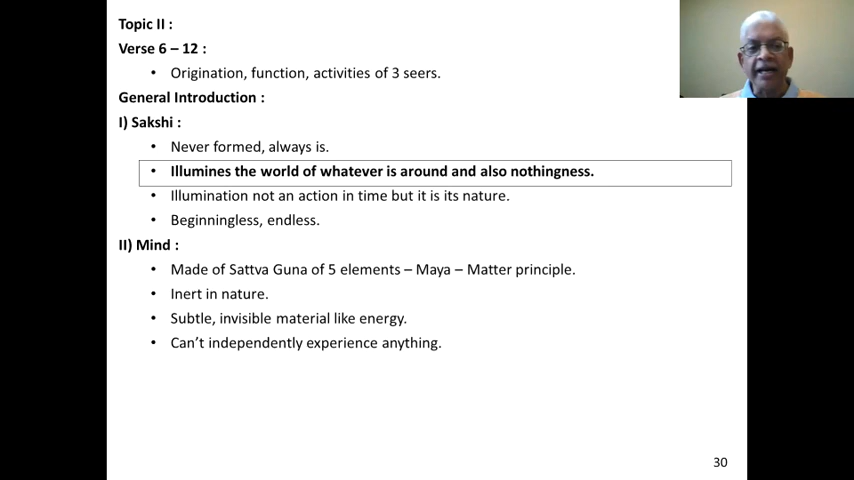 Topic II :
Verse 6 – 12 :
• Origination, function, activities of 3 seers.
General Introduction :
I) Sakshi :
• Never formed, always is.
• Illumines the world of whatever is around and also nothingness.
• Illumination not an action in time but it is its nature.
• Beginningless, endless.
II) Mind :
• Made of Sattva Guna of 5 elements – Maya – Matter principle.
• Inert in nature.
• Subtle, invisible material like energy.
• Can't independently experience anything.
30